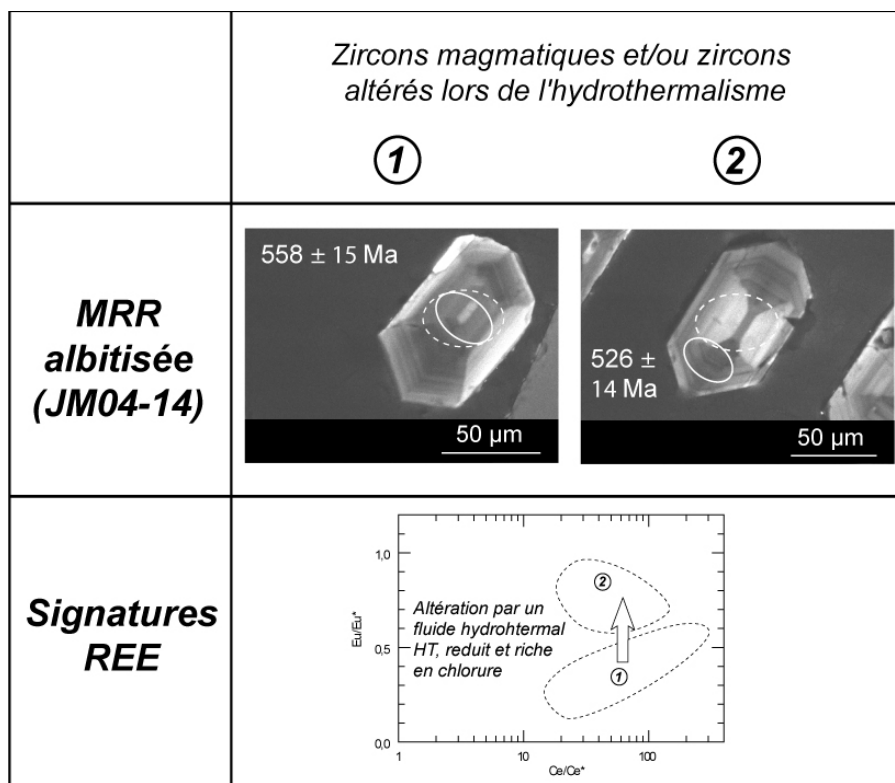 Zircons magmatiques et/ou zircons
altérés lors de l'hydrothermalisme
1
2
MRR
albitisée
(JM04-14)
558 ± 15 Ma
50 µm
526 ±
14 Ma
50 µm
Signatures
REE
Eu/Eu*
1,0
0,5
0,0
2
Altération par un
fluide hydrohtermal
HT, reduit et riche
en chlorure
1
1
10
100
Ce/Ce*